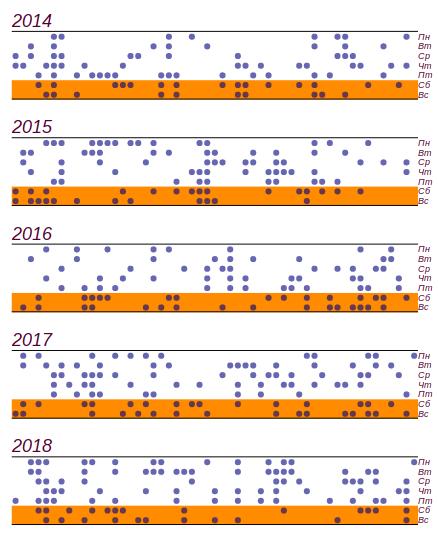 2014
Пн
Вт
Ср
Чт
Пт
Сб
Вс
2015
Пн
Вт
Ср
Чт
Пт
Сб
Вс
2016
Пн
Вт
Ср
Чт
Пт
Сб
Вс
2017
Пн
Вт
Ср
Чт
Пт
Сб
Вс
2018
Пн
Вт
Ср
Чт
Пт
Сб
Вс